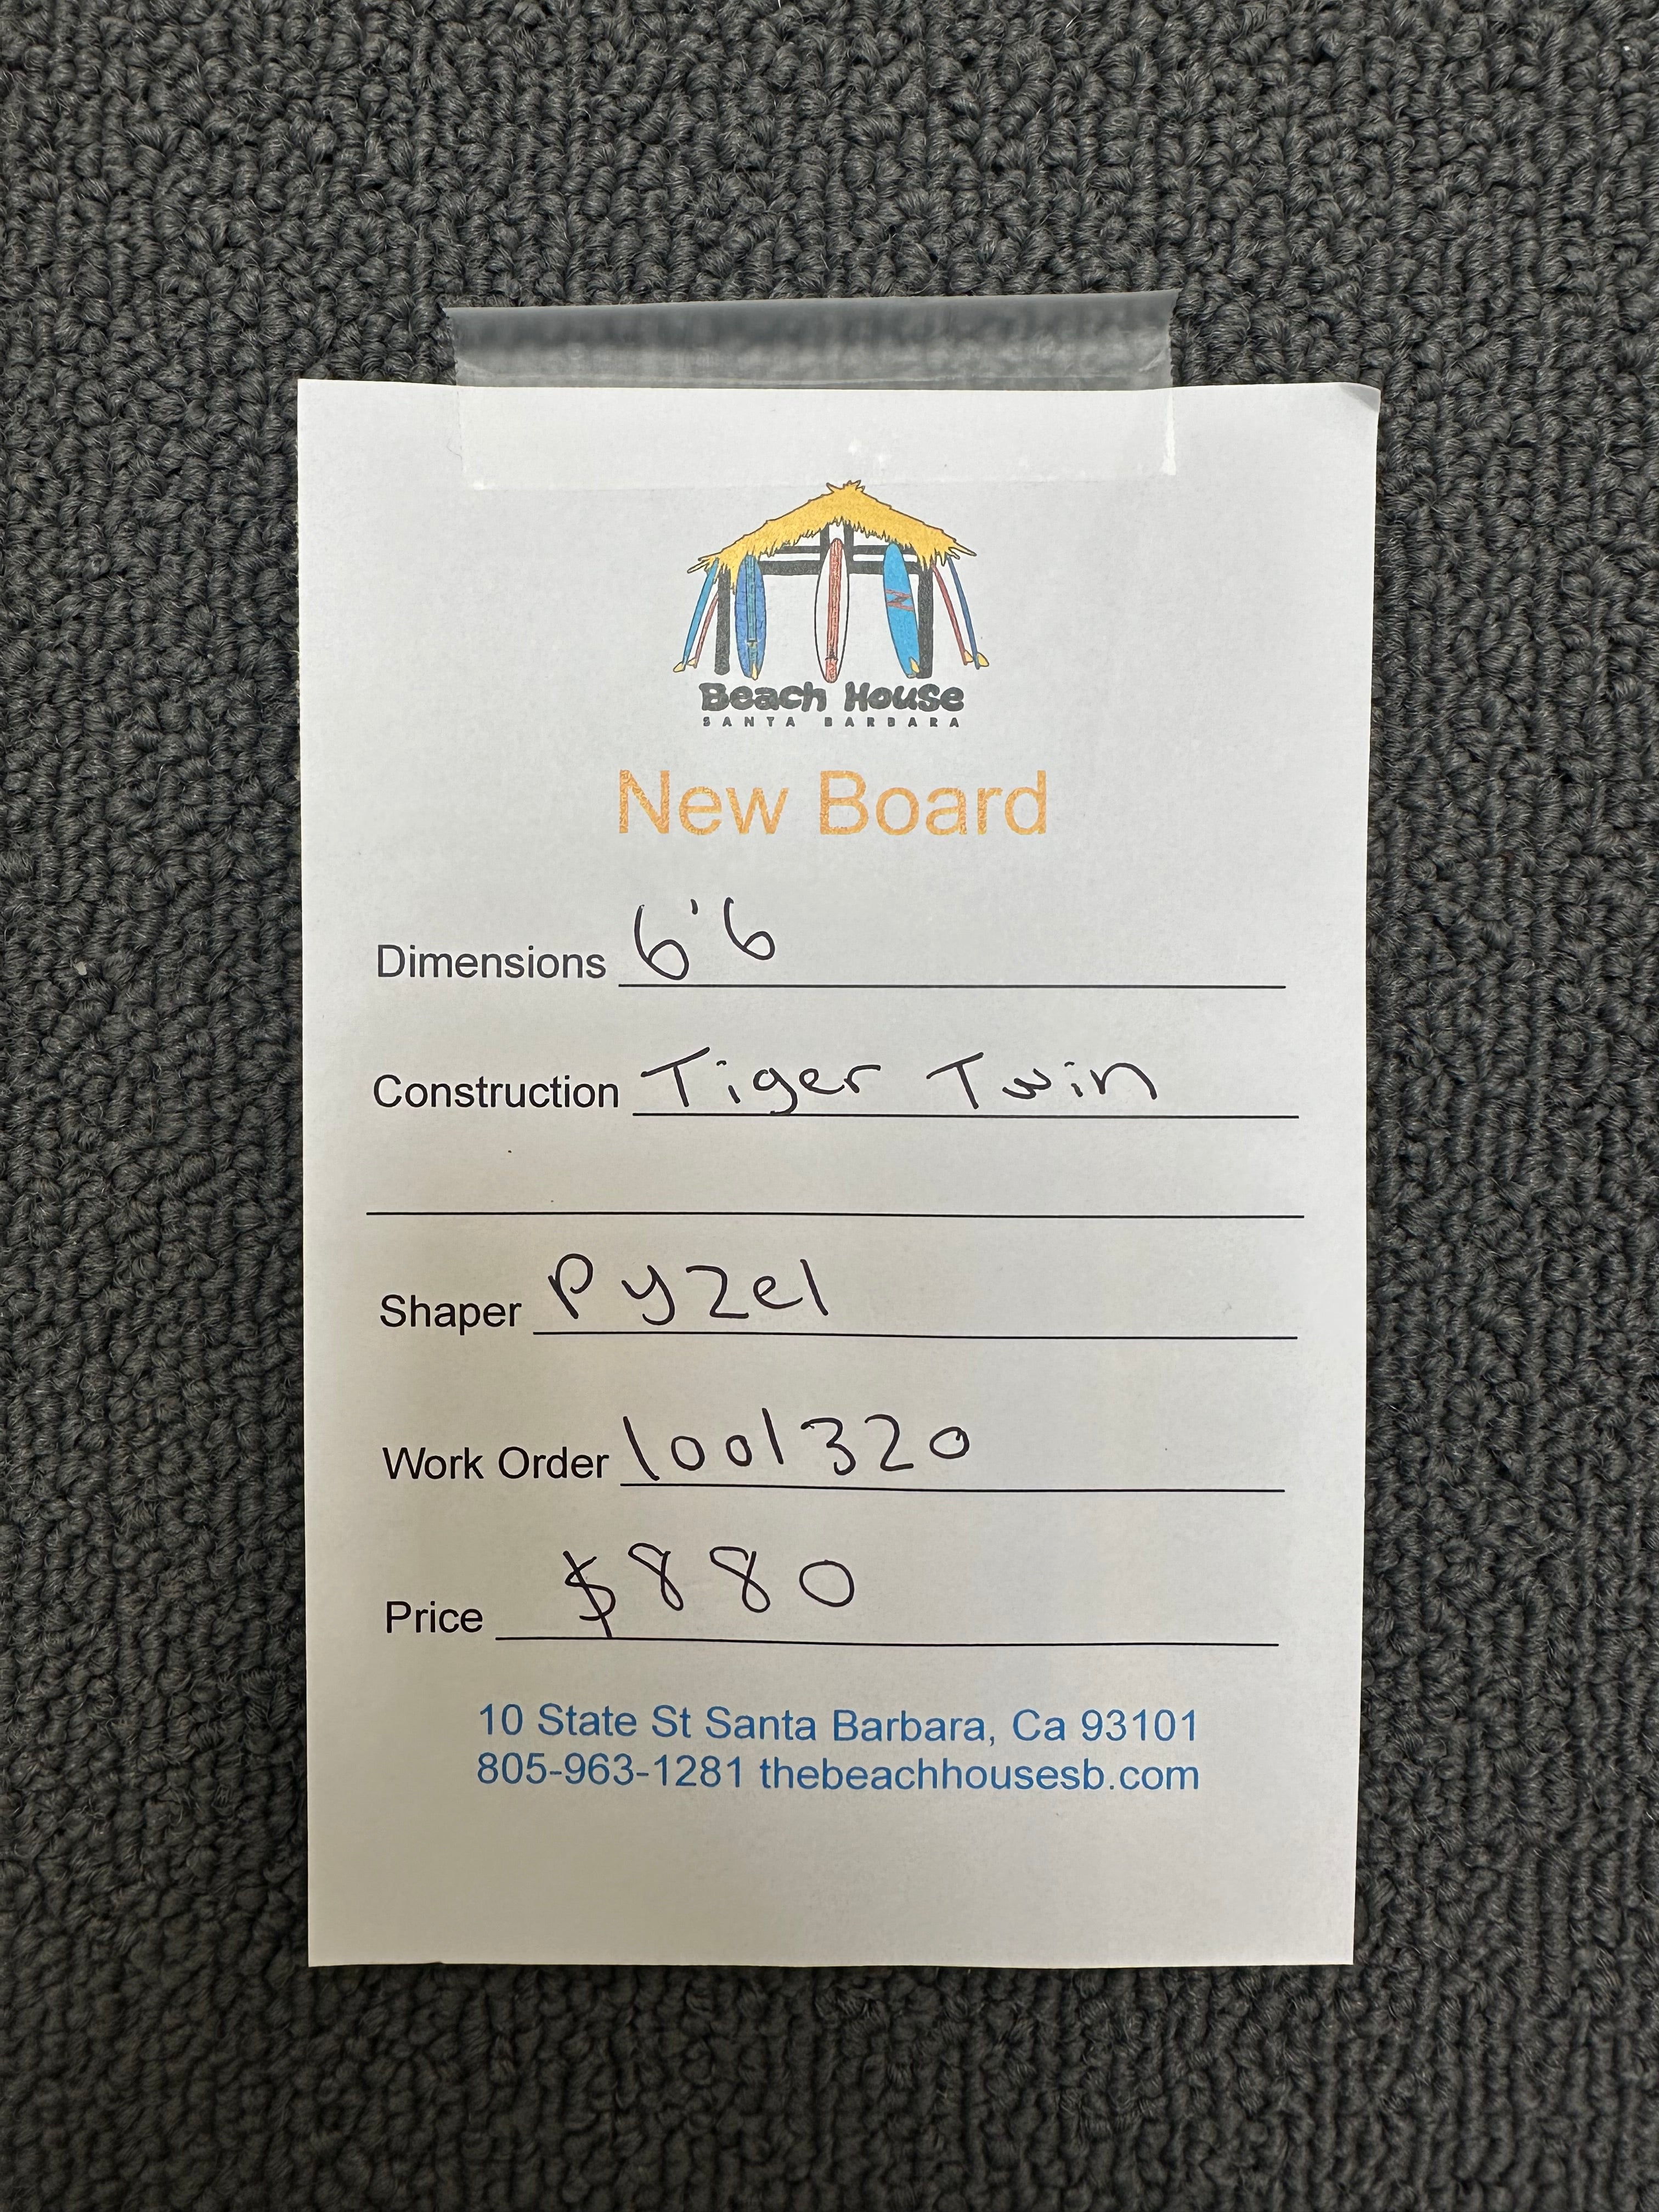 Beach House
SANTA BARBARA
New Board
Dimensions 6'6
Construction Tiger Twin
Shaper Pyzel
Work Order 1001320
Price $880
10 State St Santa Barbara, Ca 93101
805-963-1281 thebeachhousesb.com